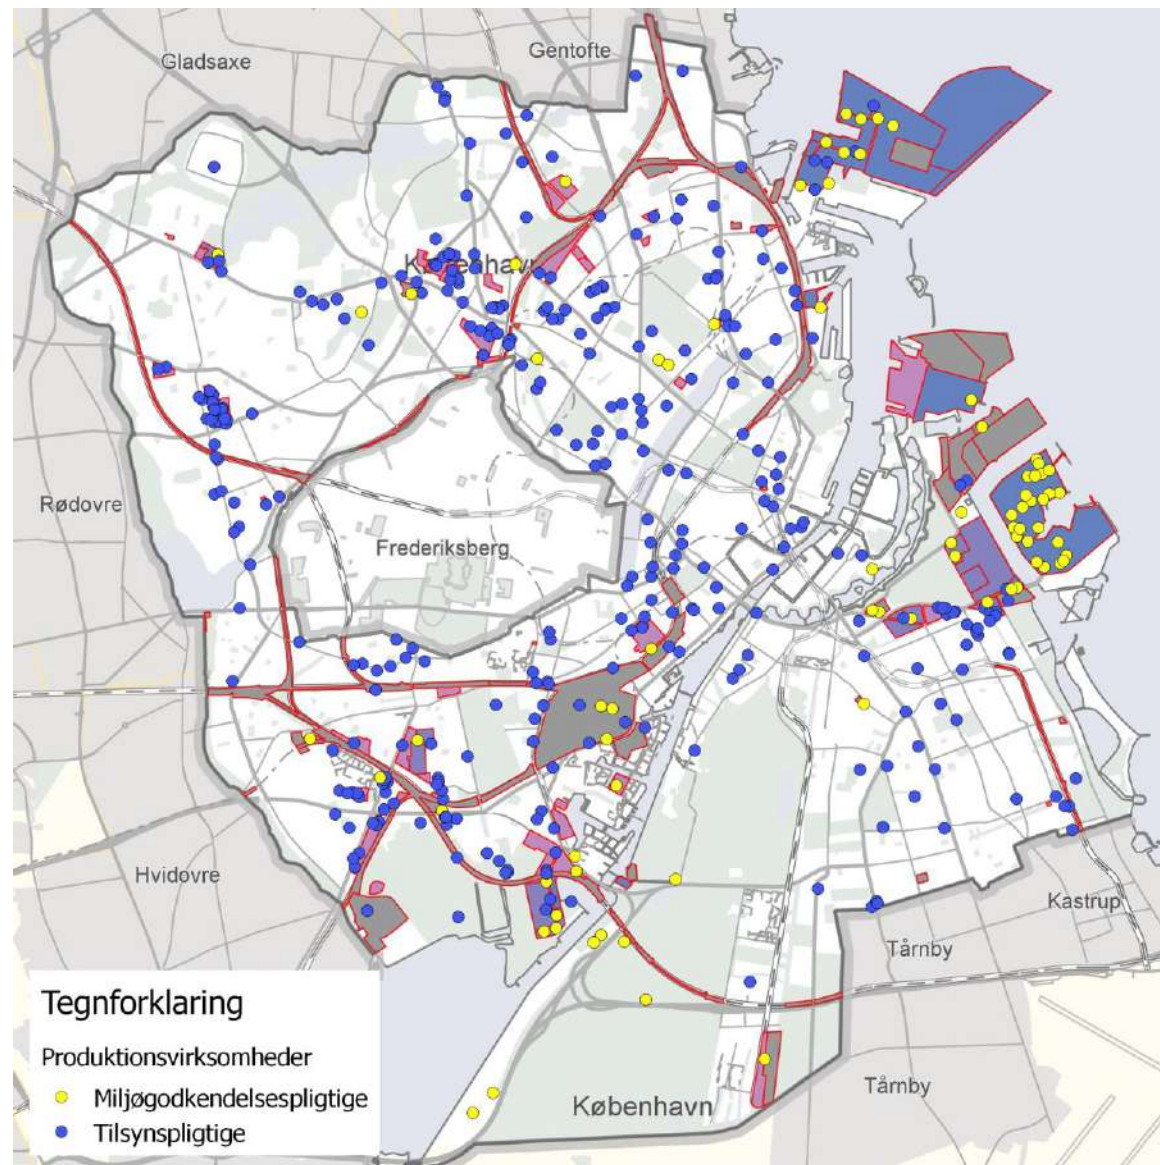 Gentofte
Gladsaxe
København
Rødovre
Frederiksberg
Hvidovre
Kastrup
Tårnby
Tårnby
København
Tegnforklaring
Produktionsvirksomheder
Miljøgodkendelsespligtige
Tilsynspligtige